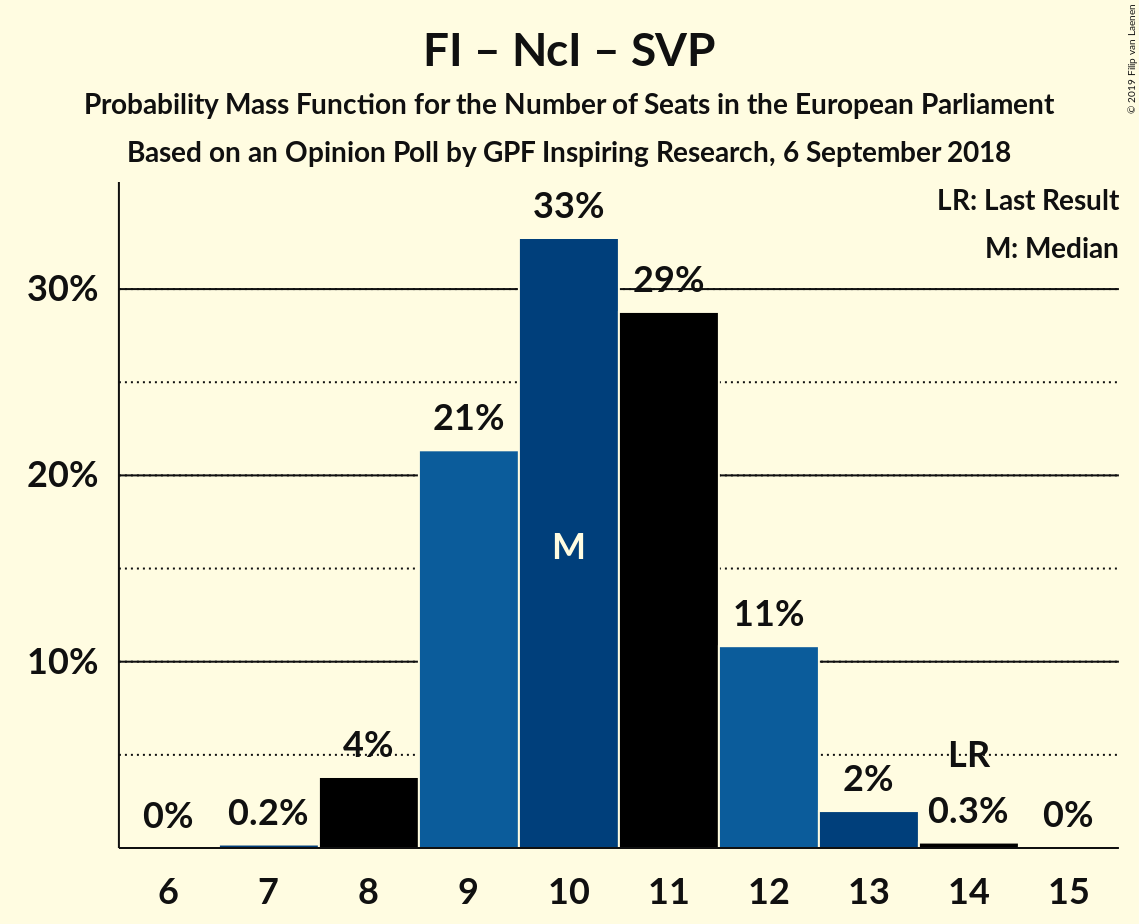 FI – NcI – SVP
Probability Mass Function for the Number of Seats in the European Parliament
Based on an Opinion Poll by GPF Inspiring Research, 6 September 2018
© 2019 Filip van Laenen
LR: Last Result
M: Median
33%
30%
29%
21%
20%
M
11%
10%
4%
LR
2%
0%
0.2%
0.3%
0%
6 7 8 9 10 11 12 13 14 15